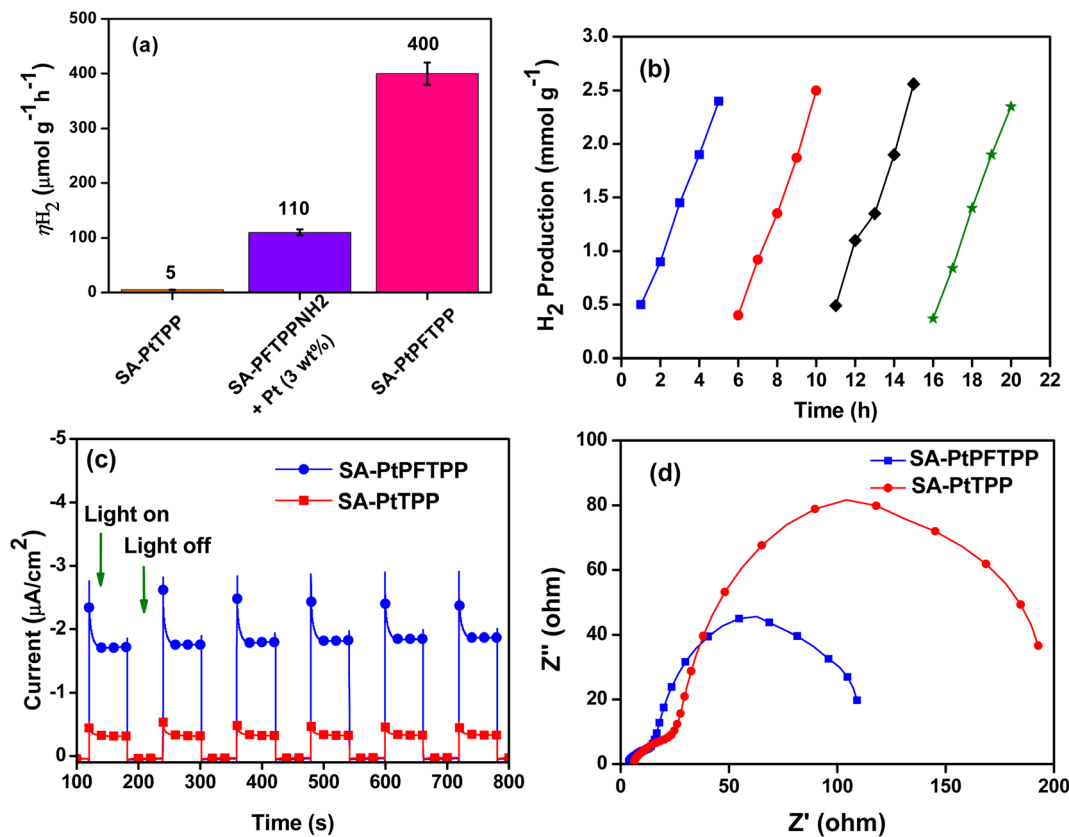 (a)
500
400
300
200
100
0
ηH₂ (μmol g⁻¹h⁻¹)
5
110
400
SA-PtTPP
SA-PFTPPNH2
+ Pt (3 wt%)
SA-PtPFTPP
(b)
3.0
2.5
2.0
1.5
1.0
0.5
0.0
H₂ Production (mmol g⁻¹)
0 2 4 6 8 10 12 14 16 18 20 22
Time (h)
(c)
-5
-4
-3
-2
-1
0
Current (μA/cm²)
SA-PtPFTPP
SA-PtTPP
Light on
Light off
100 200 300 400 500 600 700 800
Time (s)
(d)
100
80
60
40
20
0
Z'' (ohm)
SA-PtPFTPP
SA-PtTPP
0 50 100 150 200
Z' (ohm)